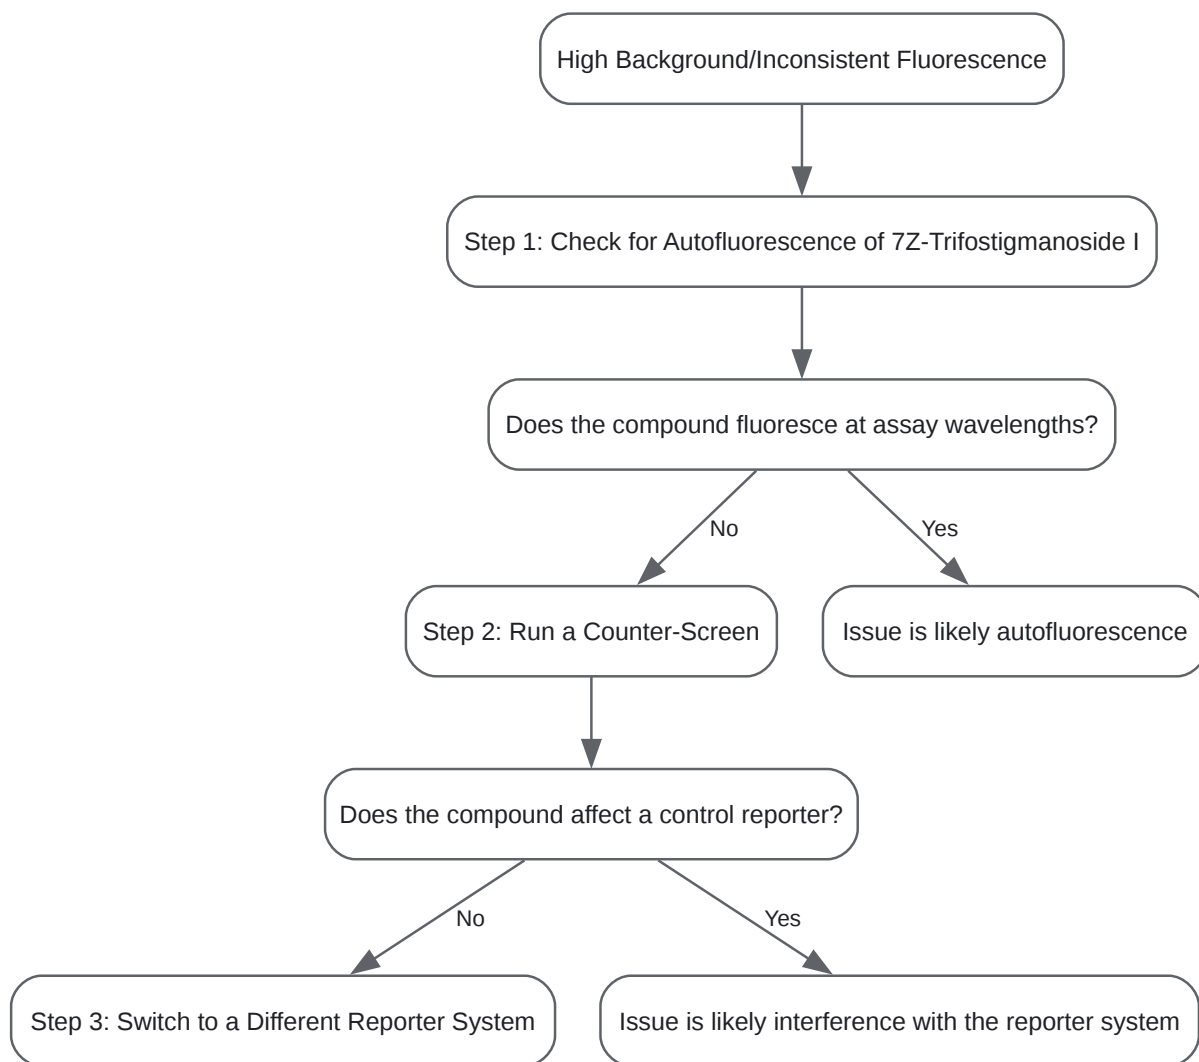 High Background/Inconsistent Fluorescence
Step 1: Check for Autofluorescence of 7Z-Trifostigmanoside I
Does the compound fluoresce at assay wavelengths?
No
Yes
Step 2: Run a Counter-Screen
Issue is likely autofluorescence
Does the compound affect a control reporter?
No
Yes
Step 3: Switch to a Different Reporter System
Issue is likely interference with the reporter system